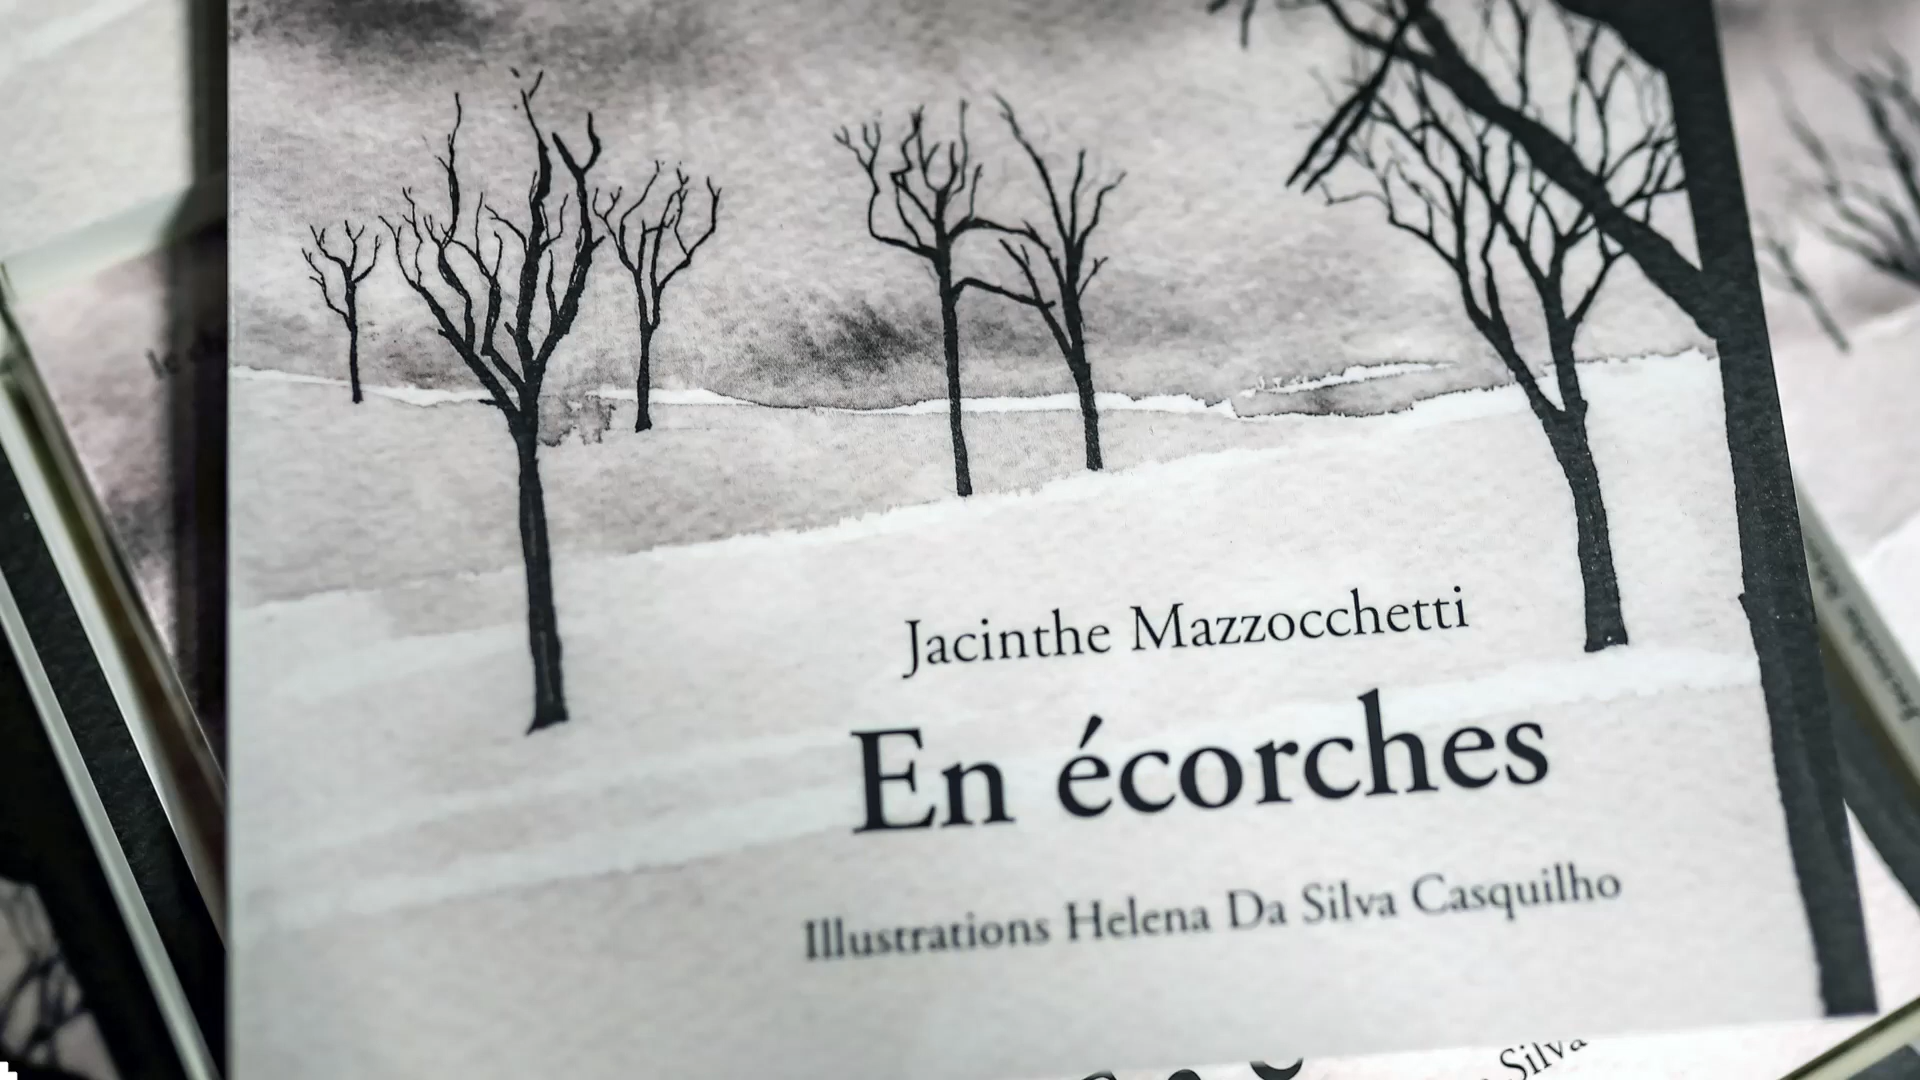 Jacinthe Mazzocchetti
En écorches
Illustrations Helena Da Silva Casquilho
Silva